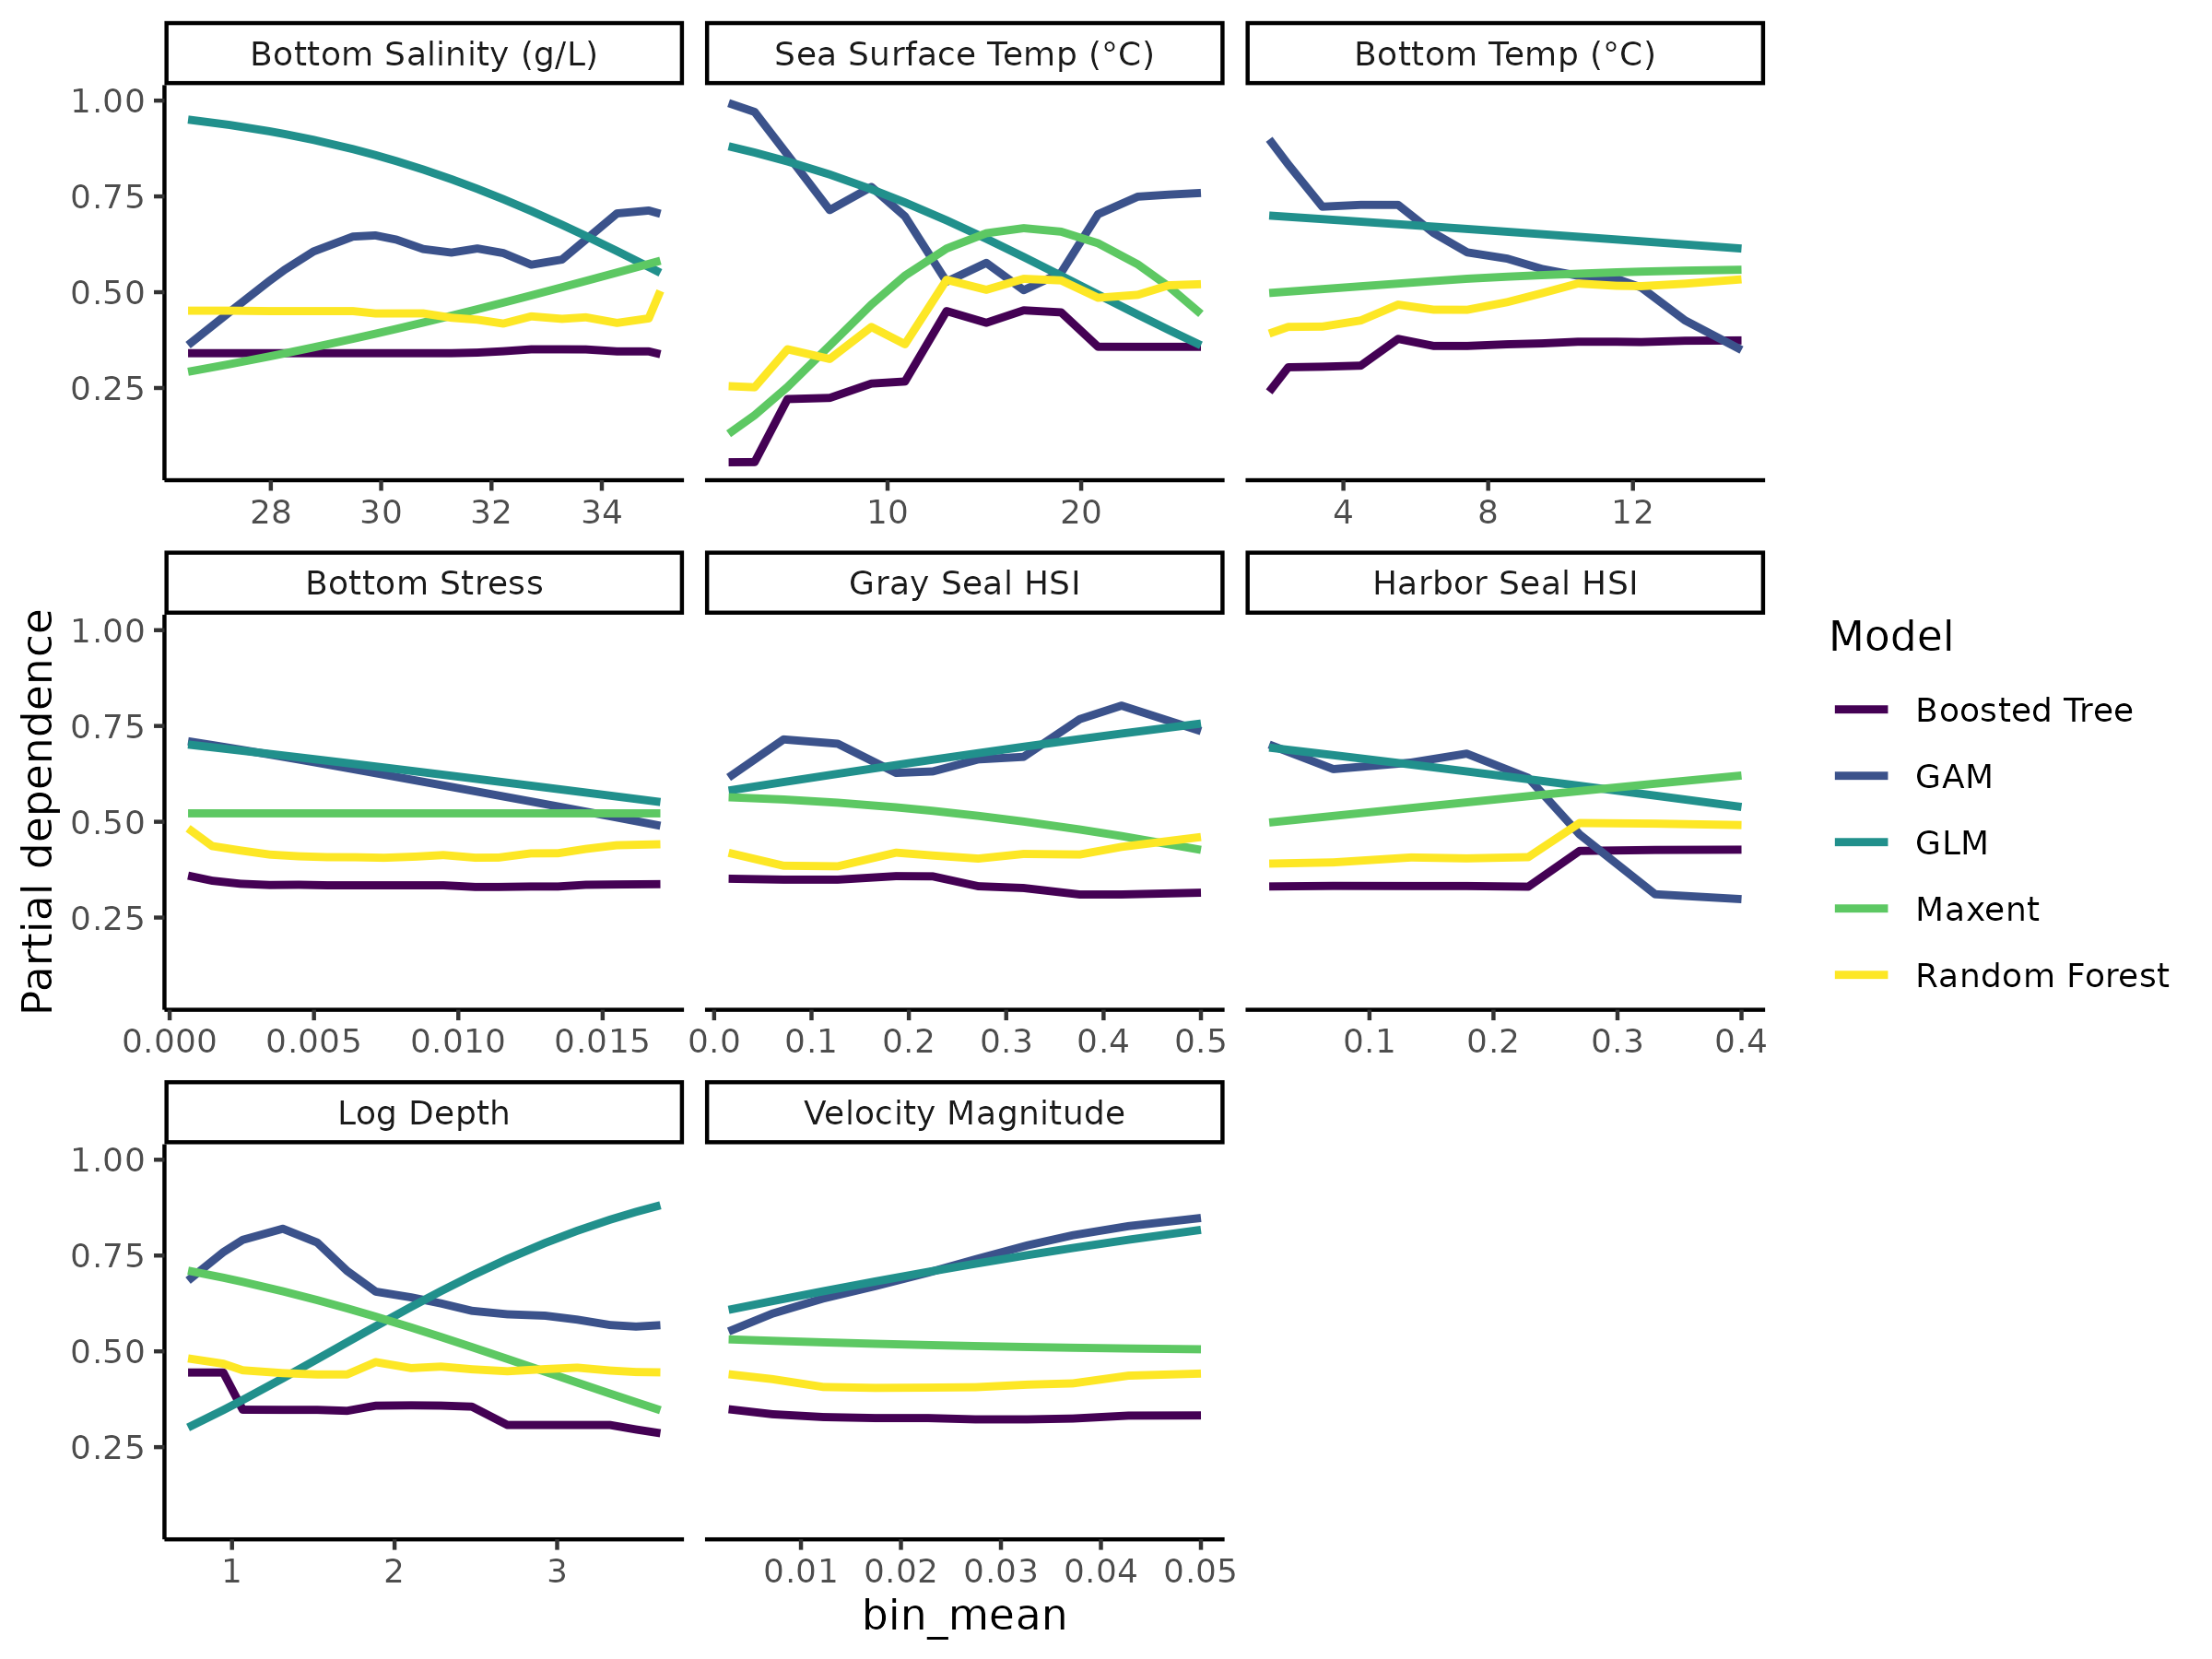 Bottom Salinity (g/L) Sea Surface Temp (°C) Bottom Temp (°C)
1.00
0.75
0.50
0.25
28 30 32 34 10 20 4 8 12
Bottom Stress Gray Seal HSI Harbor Seal HSI
Partial dependence
1.00
0.75
0.50
0.25
0.000 0.005 0.010 0.015 0.0 0.1 0.2 0.3 0.4 0.5 0.1 0.2 0.3 0.4
Log Depth Velocity Magnitude
1.00
0.75
0.50
0.25
1 2 3 0.01 0.02 0.03 0.04 0.05
bin_mean
Model
Boosted Tree
GAM
GLM
Maxent
Random Forest